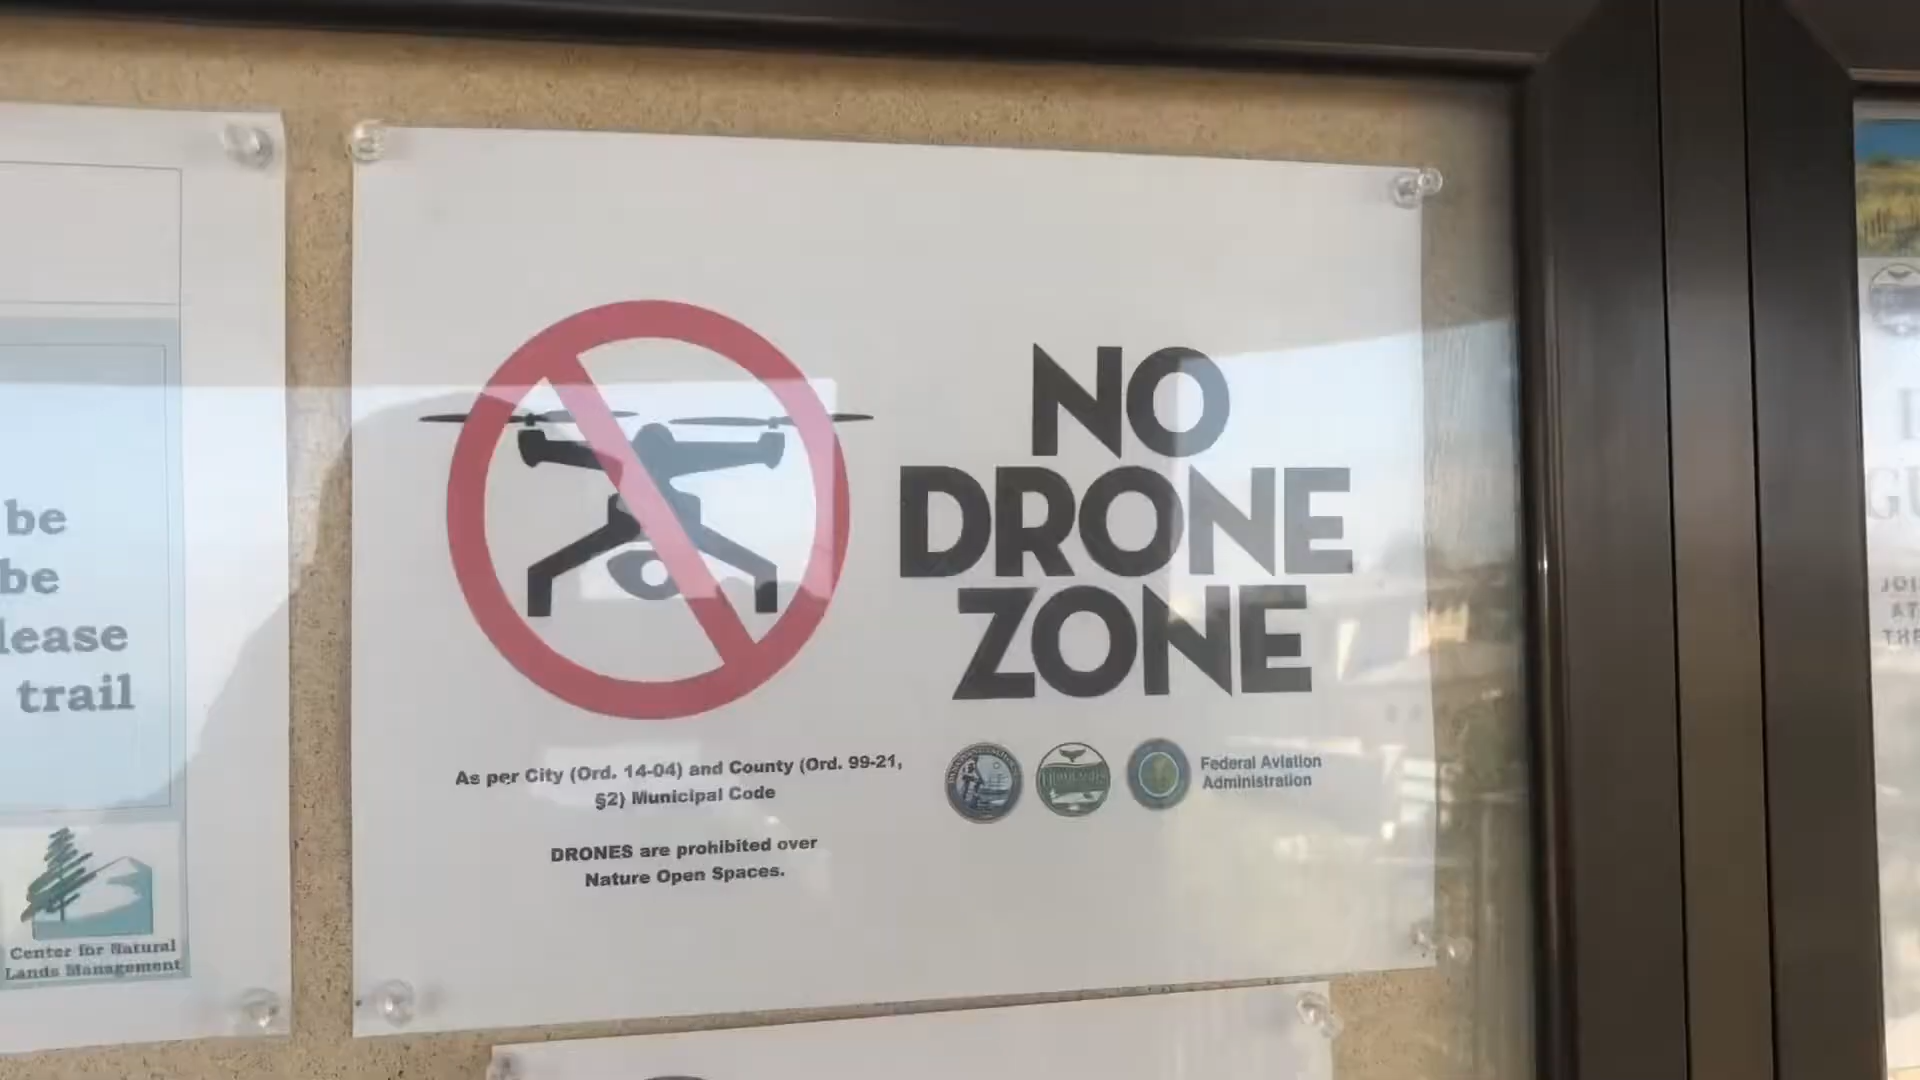 be
be
lease
trail
Center for Natural
Lands Management
NO
DRONE
ZONE
As per City (Ord. 14-04) and County (Ord. 99-21,
§2) Municipal Code
DRONES are prohibited over
Nature Open Spaces.
Federal Aviation
Administration
GU